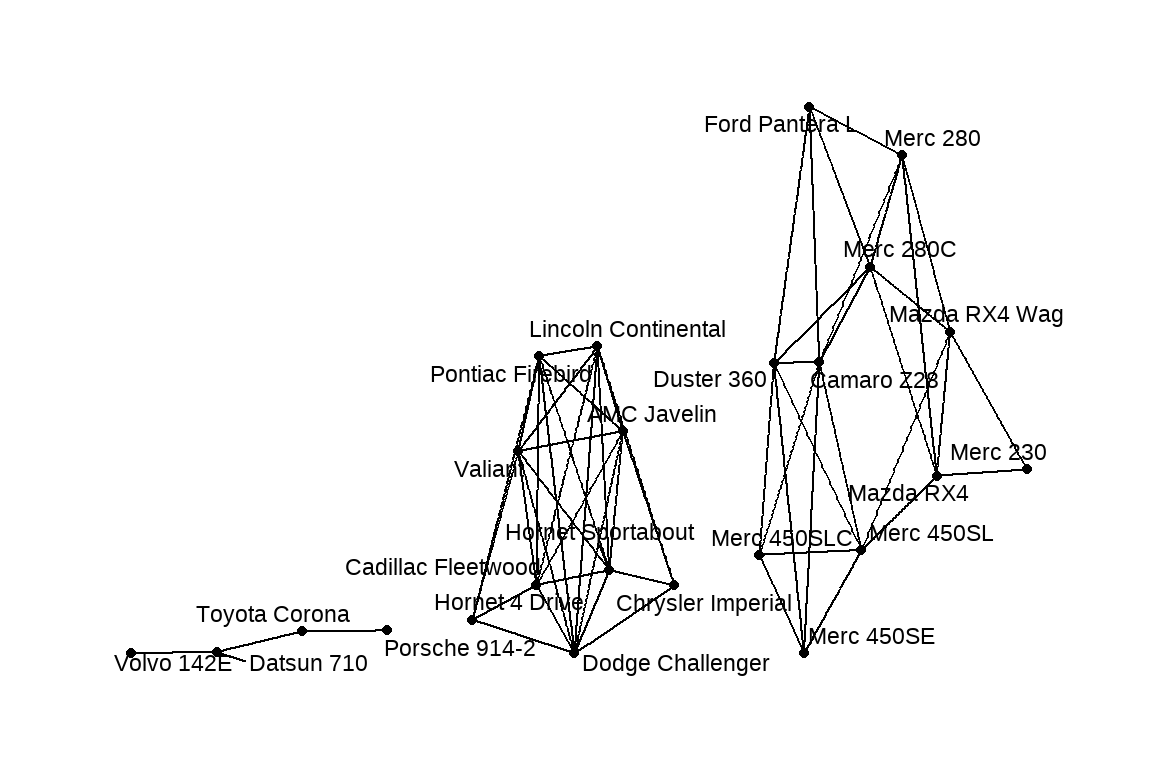 Ford Pantera L
Merc 280
Merc 280C
Mazda RX4 Wag
Lincoln Continental
Pontiac Firebird
Duster 360
Camaro Z28
AMC Javelin
Merc 230
Valiant
Mazda RX4
Hornet Sportabout
Merc 450SLC
Merc 450SL
Cadillac Fleetwood
Hornet 4 Drive
Chrysler Imperial
Toyota Corona
Merc 450SE
Porsche 914-2
Volvo 142E
Datsun 710
Dodge Challenger